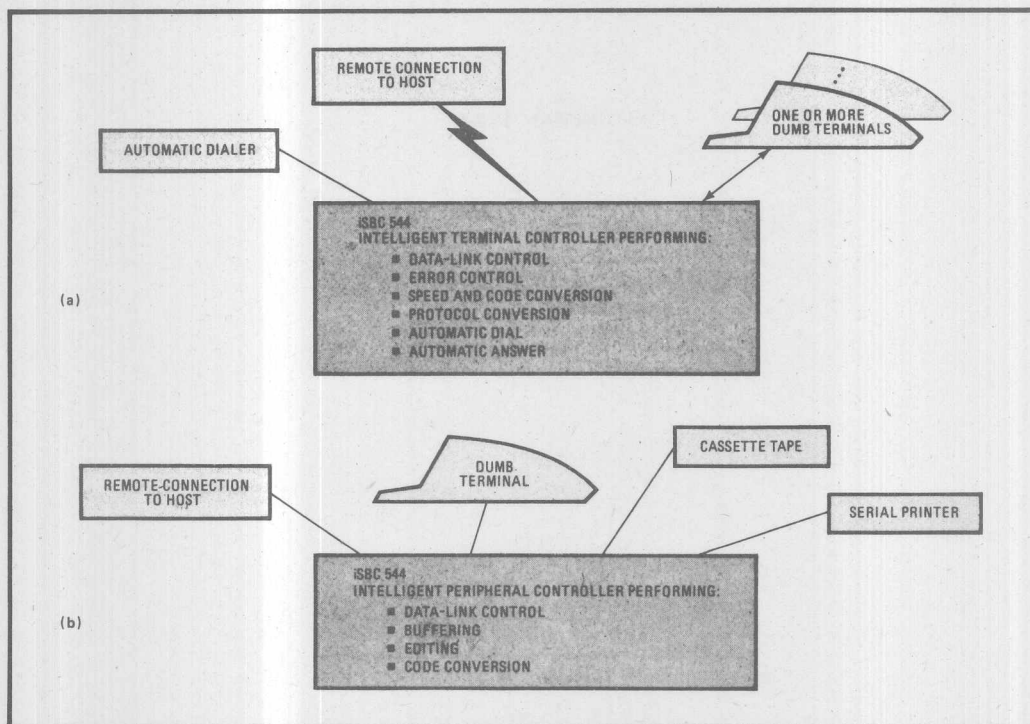 REMOTE CONNECTION
TO HOST
AUTOMATIC DIALER
ONE OR MORE
DUMB TERMINALS
(a)
iSBC 544
INTELLIGENT TERMINAL CONTROLLER PERFORMING:
■ DATA-LINK CONTROL
■ ERROR CONTROL
■ SPEED AND CODE CONVERSION
■ PROTOCOL CONVERSION
■ AUTOMATIC DIAL
■ AUTOMATIC ANSWER
REMOTE-CONNECTION
TO HOST
DUMB
TERMINAL
CASSETTE TAPE
SERIAL PRINTER
(b)
iSBC 544
INTELLIGENT PERIPHERAL CONTROLLER PERFORMING:
■ DATA-LINK CONTROL
■ BUFFERING
■ EDITING
■ CODE CONVERSION